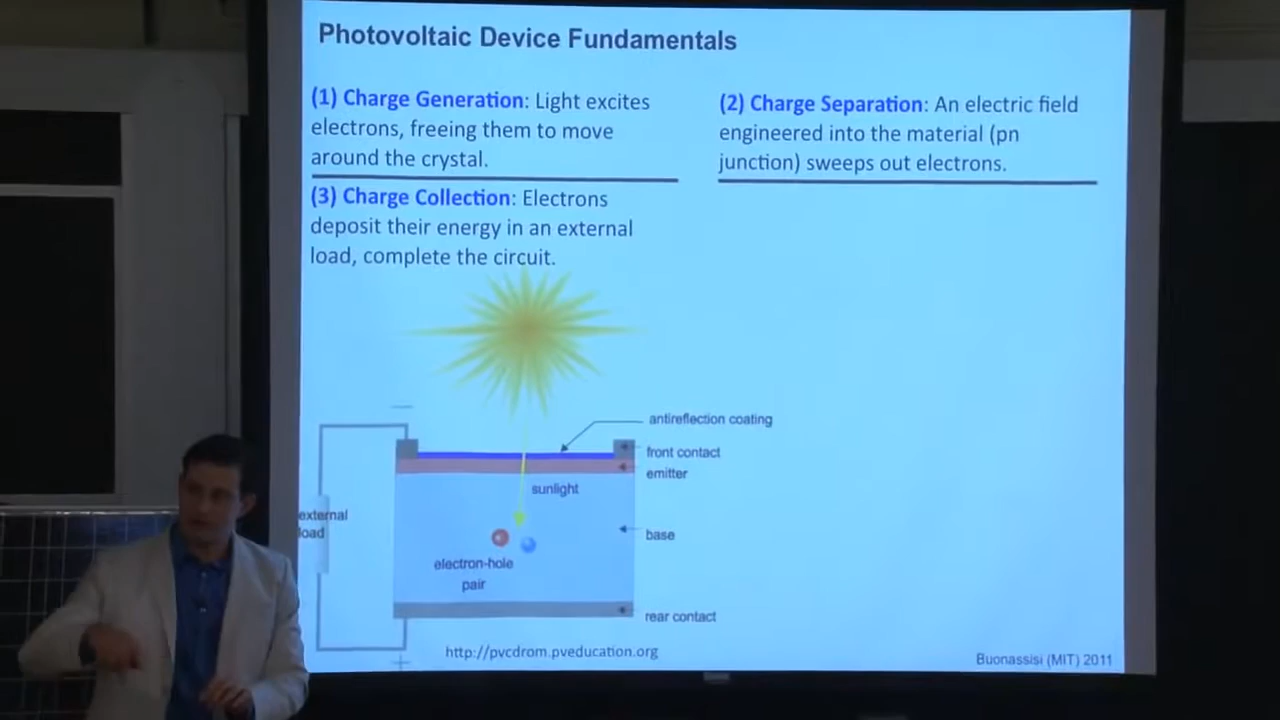 Photovoltaic Device Fundamentals
(1) Charge Generation: Light excites
electrons, freeing them to move
around the crystal.
(2) Charge Separation: An electric field
engineered into the material (pn
junction) sweeps out electrons.
(3) Charge Collection: Electrons
deposit their energy in an external
load, complete the circuit.
antireflection coating
front contact
emitter
sunlight
external
load
base
electron-hole
pair
rear contact
http://pvcdrom.pveducation.org
Buonassisi (MIT) 2011